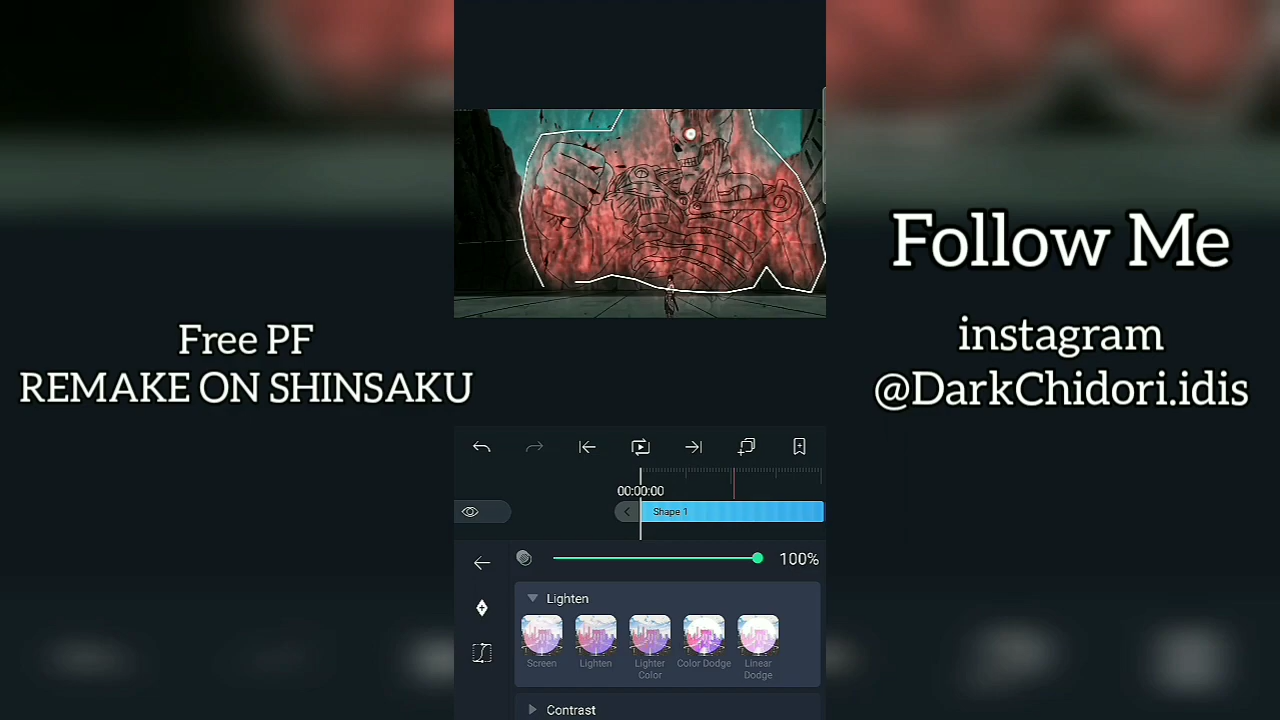 Free PF
REMAKE ON SHINSAKU
Follow Me
instagram
@DarkChidori.idis
00:00:00
Shape 1
100%
Lighten
Screen
Lighten
Lighter
Color
Color Dodge
Linear
Dodge
Contrast